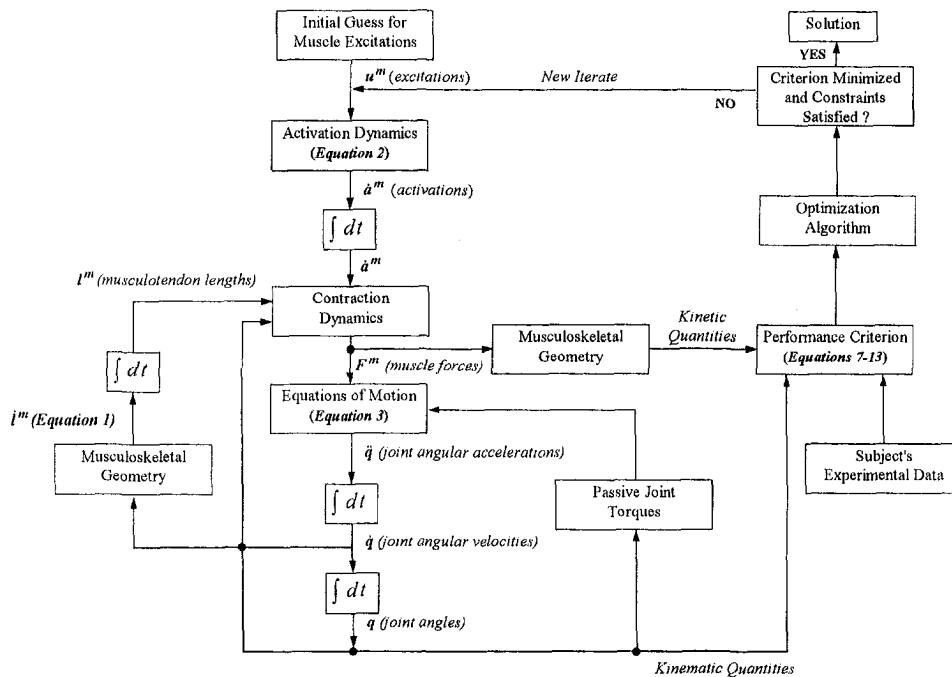 Initial Guess for
Muscle Excitations
Solution
YES
u^m (excitations)
New Iterate
NO
Criterion Minimized
and Constraints
Satisfied ?
Activation Dynamics
(Equation 2)
ȧ^m (activations)
∫ dt
ȧ^m
Optimization
Algorithm
l^m (musculotendon lengths)
Contraction
Dynamics
Kinetic
Quantities
Musculoskeletal
Geometry
Performance Criterion
(Equations 7-13)
F^m (muscle forces)
∫ dt
Equations of Motion
(Equation 3)
l̇^m (Equation 1)
Musculoskeletal
Geometry
q̈ (joint angular accelerations)
Passive Joint
Torques
Subject's
Experimental Data
∫ dt
q̇ (joint angular velocities)
∫ dt
q (joint angles)
Kinematic Quantities